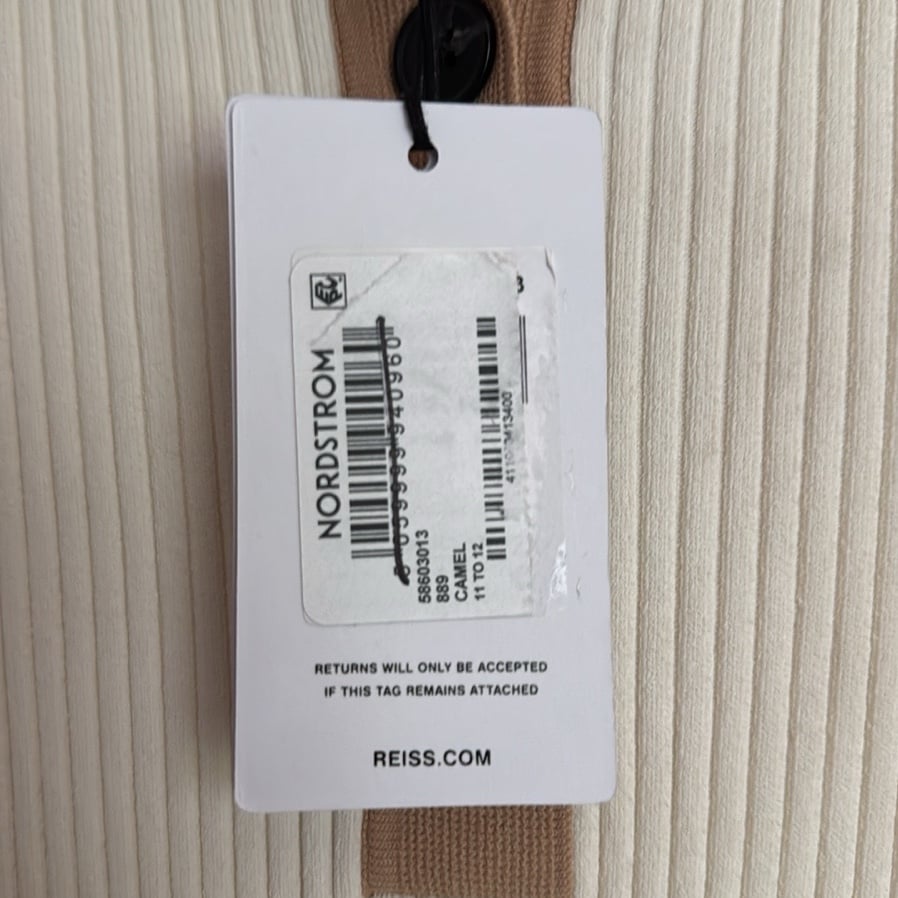 NORDSTROM
58603013
889
CAMEL
11 TO 12
RETURNS WILL ONLY BE ACCEPTED
IF THIS TAG REMAINS ATTACHED
REISS.COM